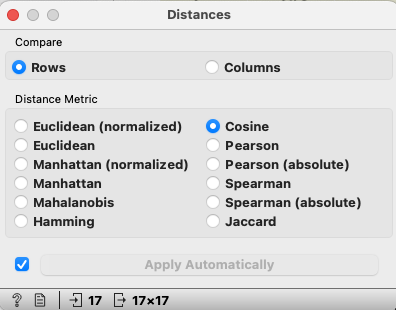 Distances
Compare
Rows Columns
Distance Metric
Euclidean (normalized) Cosine
Euclidean Pearson
Manhattan (normalized) Pearson (absolute)
Manhattan Spearman
Mahalanobis Spearman (absolute)
Hamming Jaccard
Apply Automatically
? 17 17×17